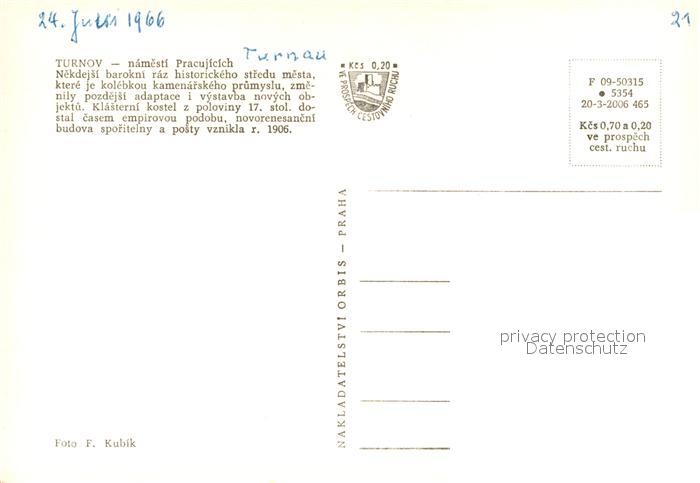 24. Juli 1966
21
TURNOV — náměstí Pracujících
Turnau
Někdejší barokní ráz historického středu města,
které je kolébkou kamenářského průmyslu, změ-
nily pozdější adaptace i výstavba nových ob-
jektů. Klášterní kostel z poloviny 17. stol. do-
stal časem empirovou podobu, novorenesanční
budova spořitelny a pošty vznikla r. 1906.
Kčs 0,20
VE PROSPĚCH CESTOVNÍHO RUCHU
F 09-50315
● 5354
20-3-2006 465
Kčs 0,70 a 0,20
ve prospěch
cest. ruchu
NAKLADATELSTVÍ ORBIS — PRAHA
privacy protection
Datenschutz
Foto F. Kubík